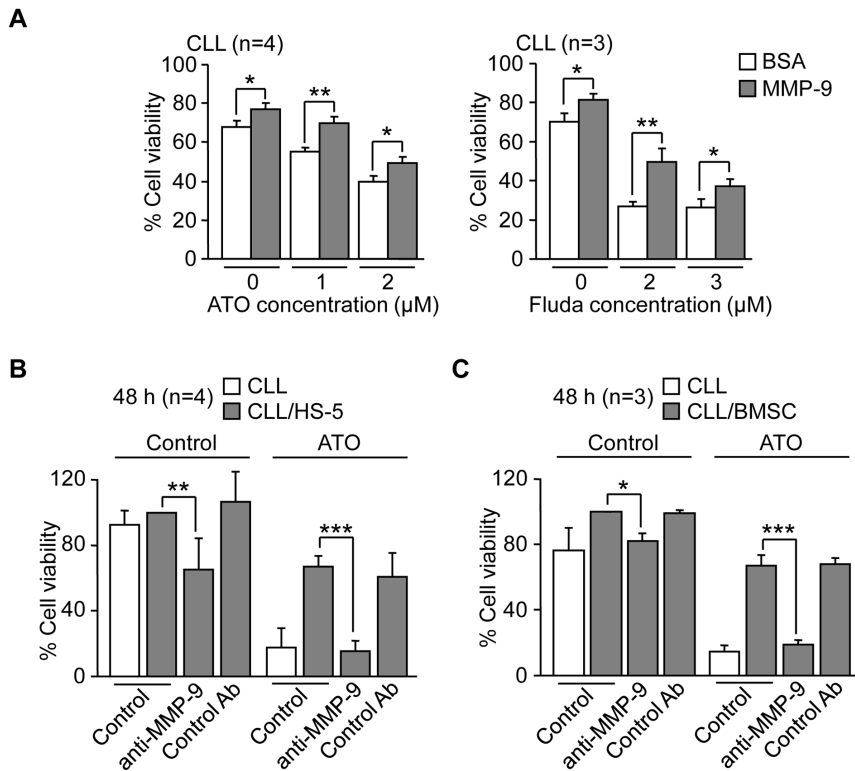 A
CLL (n=4)
% Cell viability
100
80
60
40
20
0
*
**
*
0 1 2
ATO concentration (µM)
CLL (n=3)
BSA
MMP-9
% Cell viability
100
80
60
40
20
0
*
**
*
0 2 3
Fluda concentration (µM)
B
48 h (n=4)
CLL
CLL/HS-5
Control ATO
% Cell viability
120
80
40
0
**
***
Control anti-MMP-9 Control Ab Control anti-MMP-9 Control Ab
C
48 h (n=3)
CLL
CLL/BMSC
Control ATO
% Cell viability
120
80
40
0
*
***
Control anti-MMP-9 Control Ab Control anti-MMP-9 Control Ab